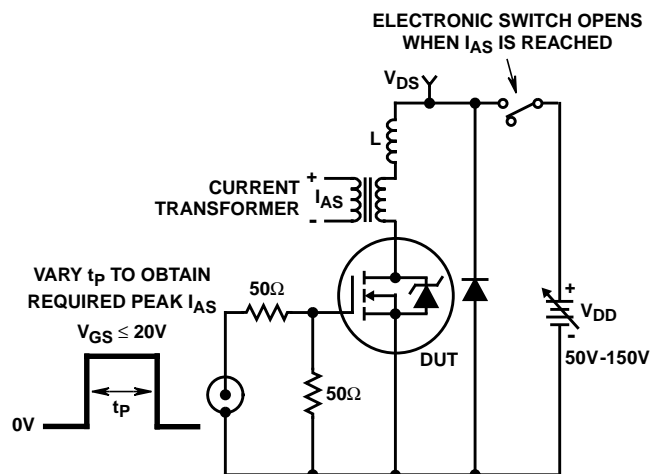 ELECTRONIC SWITCH OPENS
WHEN IAS IS REACHED
VDS
L
+
CURRENT
TRANSFORMER
IAS
-
VARY tP TO OBTAIN
REQUIRED PEAK IAS
50Ω
VGS ≤ 20V
+
VDD
-
50V-150V
DUT
50Ω
tP
0V